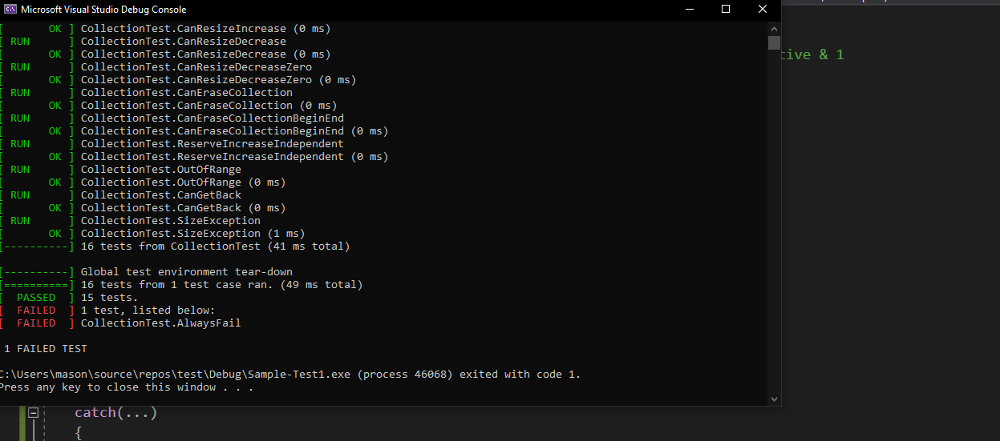 Microsoft Visual Studio Debug Console
[       OK ] CollectionTest.CanResizeIncrease (0 ms)
[ RUN      ] CollectionTest.CanResizeDecrease
[       OK ] CollectionTest.CanResizeDecrease (0 ms)
[ RUN      ] CollectionTest.CanResizeDecreaseZero
[       OK ] CollectionTest.CanResizeDecreaseZero (0 ms)
[ RUN      ] CollectionTest.CanEraseCollection
[       OK ] CollectionTest.CanEraseCollection (0 ms)
[ RUN      ] CollectionTest.CanEraseCollectionBeginEnd
[       OK ] CollectionTest.CanEraseCollectionBeginEnd (0 ms)
[ RUN      ] CollectionTest.ReserveIncreaseIndependent
[       OK ] CollectionTest.ReserveIncreaseIndependent (0 ms)
[ RUN      ] CollectionTest.OutOfRange
[       OK ] CollectionTest.OutOfRange (0 ms)
[ RUN      ] CollectionTest.CanGetBack
[       OK ] CollectionTest.CanGetBack (0 ms)
[ RUN      ] CollectionTest.SizeException
[       OK ] CollectionTest.SizeException (1 ms)
[----------] 16 tests from CollectionTest (41 ms total)
[----------] Global test environment tear-down
[==========] 16 tests from 1 test case ran. (49 ms total)
[  PASSED  ] 15 tests.
[  FAILED  ] 1 test, listed below:
[  FAILED  ] CollectionTest.AlwaysFail
1 FAILED TEST
C:\Users\mason\source\repos\test\Debug\Sample-Test1.exe (process 46068) exited with code 1.
Press any key to close this window . . .
tive & 1
catch(...)
{